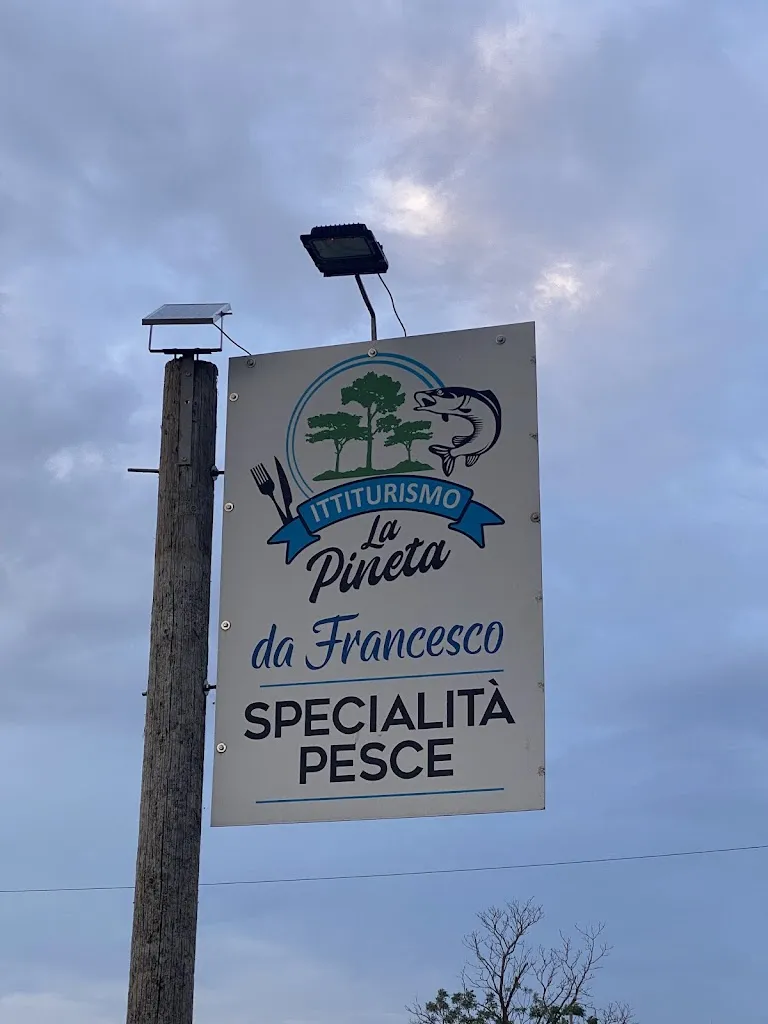 ITTITURISMO
La
Pineta
da Francesco
SPECIALITÀ
PESCE